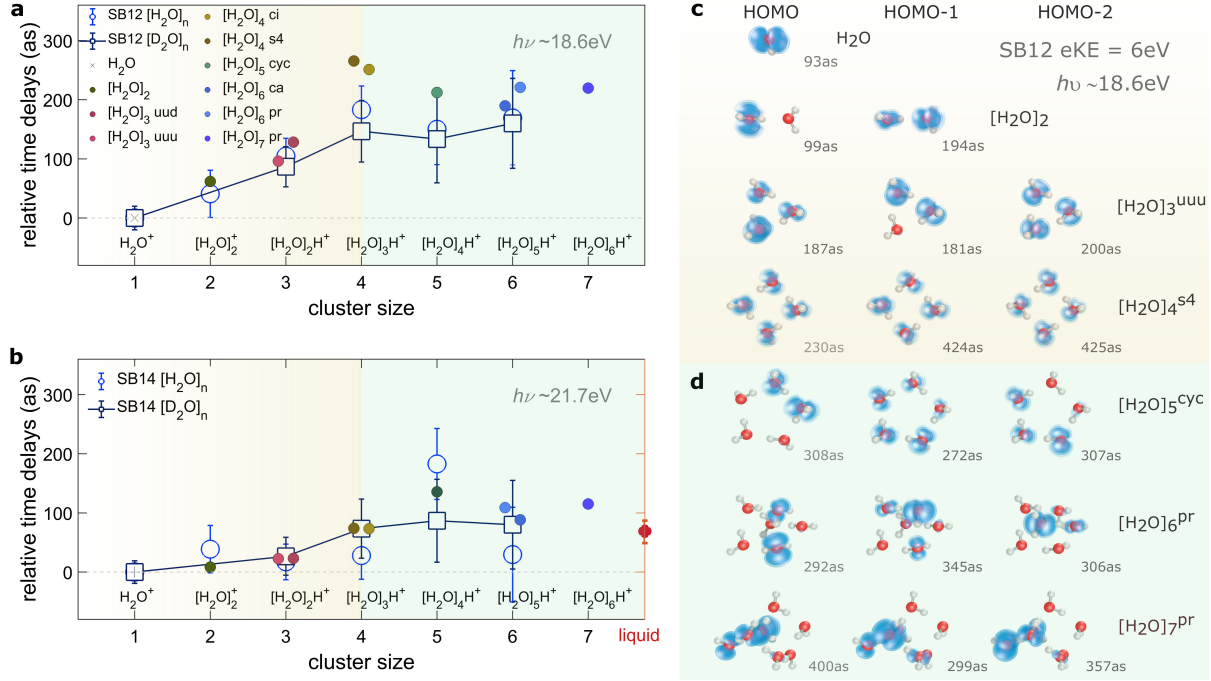 a
SB12 [H2O]n
SB12 [D2O]n
H2O
[H2O]2
[H2O]3 uud
[H2O]3 uuu
[H2O]4 ci
[H2O]4 s4
[H2O]5 cyc
[H2O]6 ca
[H2O]6 pr
[H2O]7 pr
hν ~18.6eV
relative time delays (as)
300
200
100
0
H2O+
[H2O]2+
[H2O]2H+
[H2O]3H+
[H2O]4H+
[H2O]5H+
[H2O]6H+
1 2 3 4 5 6 7
cluster size
b
SB14 [H2O]n
SB14 [D2O]n
hν ~21.7eV
relative time delays (as)
300
200
100
0
H2O+
[H2O]2+
[H2O]2H+
[H2O]3H+
[H2O]4H+
[H2O]5H+
[H2O]6H+
1 2 3 4 5 6 7
liquid
cluster size
c
HOMO HOMO-1 HOMO-2
H2O
93as
SB12 eKE = 6eV
hυ ~18.6eV
[H2O]2
99as 194as
[H2O]3uuu
187as 181as 200as
[H2O]4s4
230as 424as 425as
d
[H2O]5cyc
308as 272as 307as
[H2O]6pr
292as 345as 306as
[H2O]7pr
400as 299as 357as